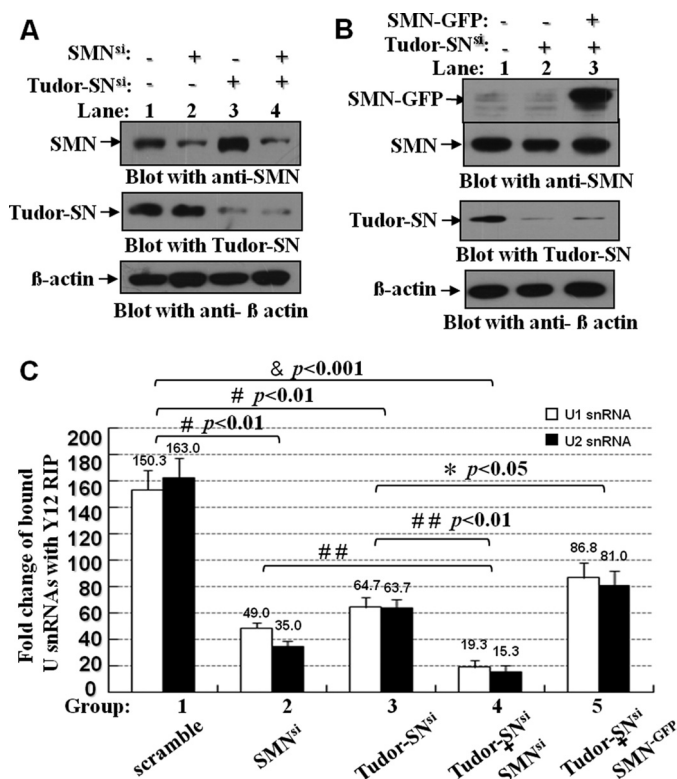 A
SMNsi: - + - +
Tudor-SNsi: - - + +
Lane: 1 2 3 4
SMN
Blot with anti-SMN
Tudor-SN
Blot with Tudor-SN
ß-actin
Blot with anti- ß actin
B
SMN-GFP: - - +
Tudor-SNsi: - + +
Lane: 1 2 3
SMN-GFP
SMN
Blot with anti-SMN
Tudor-SN
Blot with Tudor-SN
ß-actin
Blot with anti- ß actin
C
& p<0.001
# p<0.01
# p<0.01
U1 snRNA
U2 snRNA
* p<0.05
## p<0.01
##
Fold change of bound
U snRNAs with Y12 RIP
200
180
160
140
120
100
80
60
40
20
0
150.3 163.0
49.0 35.0
64.7 63.7
19.3 15.3
86.8 81.0
Group: 1 2 3 4 5
scramble
SMNsi
Tudor-SNsi
Tudor-SNsi
+
SMNsi
Tudor-SNsi
+
SMN-GFP